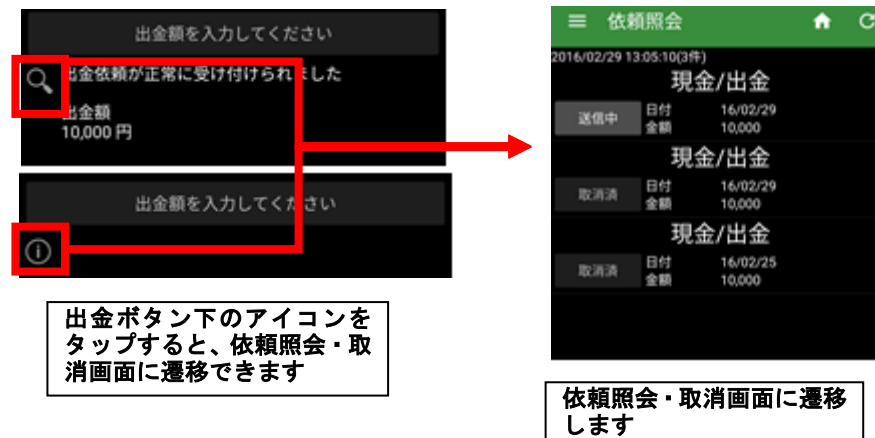 出金額を入力してください
出金依頼が正常に受け付けられました
出金額
10,000 円
出金額を入力してください
出金ボタン下のアイコンを
タップすると、依頼照会・取
消画面に遷移できます
依頼照会
2016/02/29 13:05:10(3件)
現金/出金
送信中 日付 16/02/29
金額 10,000
現金/出金
取消済 日付 16/02/29
金額 10,000
現金/出金
取消済 日付 16/02/25
金額 10,000
依頼照会・取消画面に遷移
します